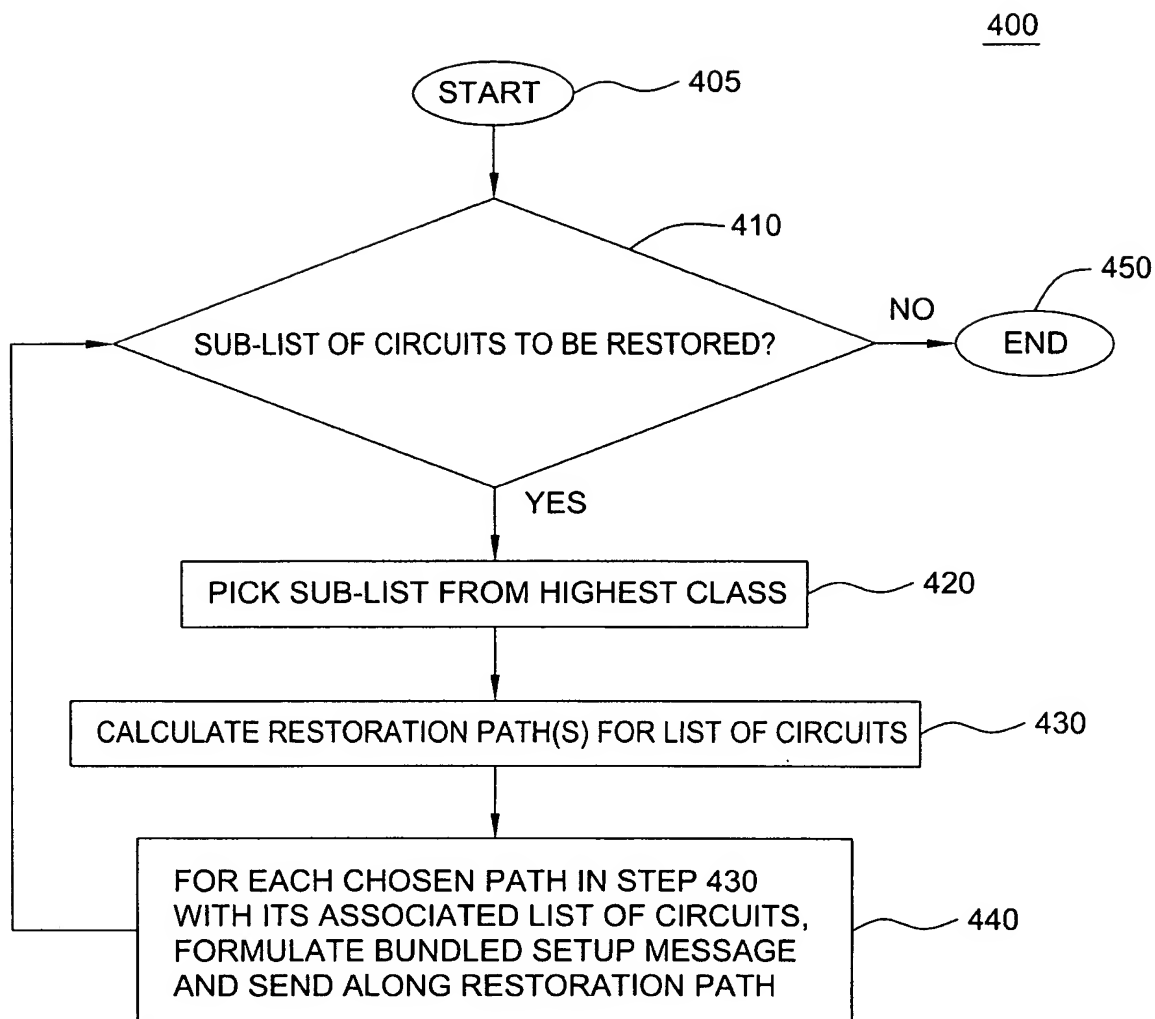 400
START
405
410
SUB-LIST OF CIRCUITS TO BE RESTORED?
NO
450
END
YES
PICK SUB-LIST FROM HIGHEST CLASS
420
CALCULATE RESTORATION PATH(S) FOR LIST OF CIRCUITS
430
FOR EACH CHOSEN PATH IN STEP 430
WITH ITS ASSOCIATED LIST OF CIRCUITS,
FORMULATE BUNDLED SETUP MESSAGE
AND SEND ALONG RESTORATION PATH
440